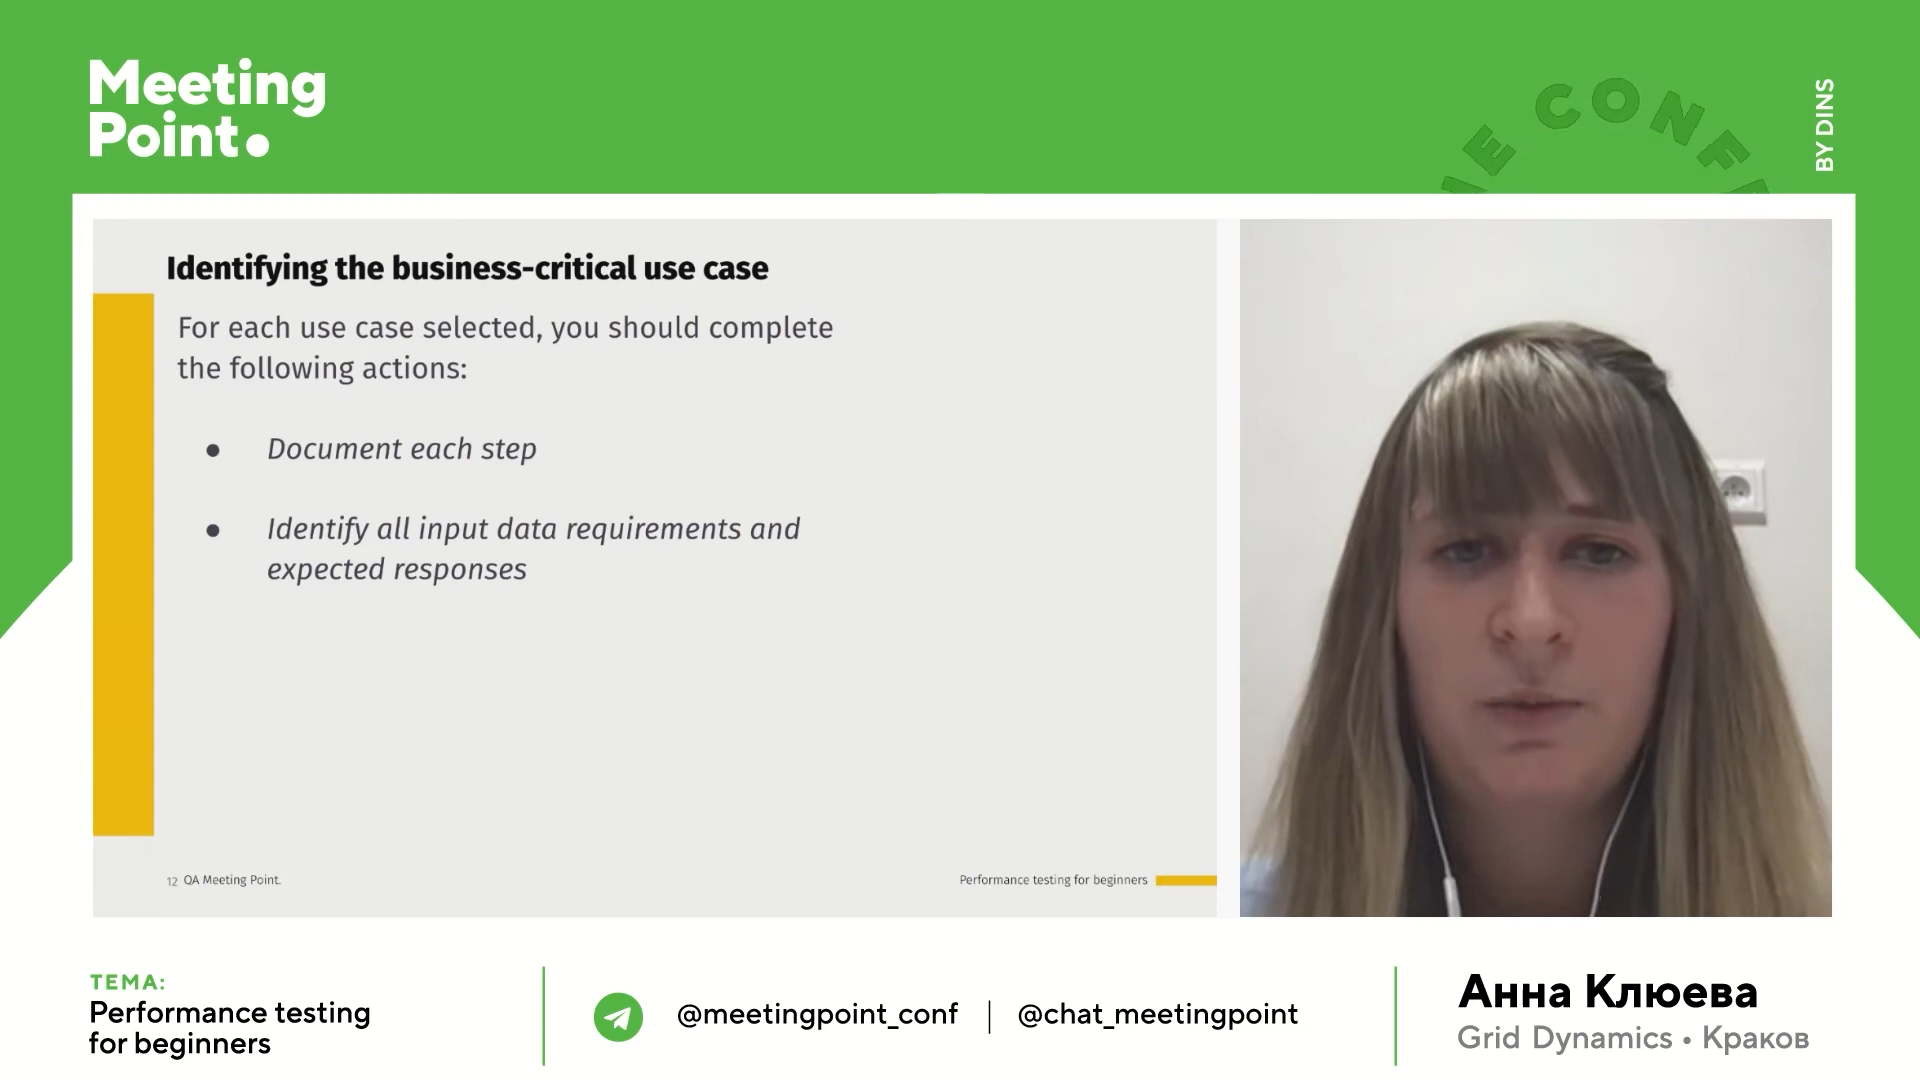 Meeting
Point.
NE CONFE
BY DINS
Identifying the business-critical use case
For each use case selected, you should complete
the following actions:
● Document each step
● Identify all input data requirements and
expected responses
12 QA Meeting Point.
Performance testing for beginners
ТЕМА:
Performance testing
for beginners
@meetingpoint_conf | @chat_meetingpoint
Анна Клюева
Grid Dynamics • Краков